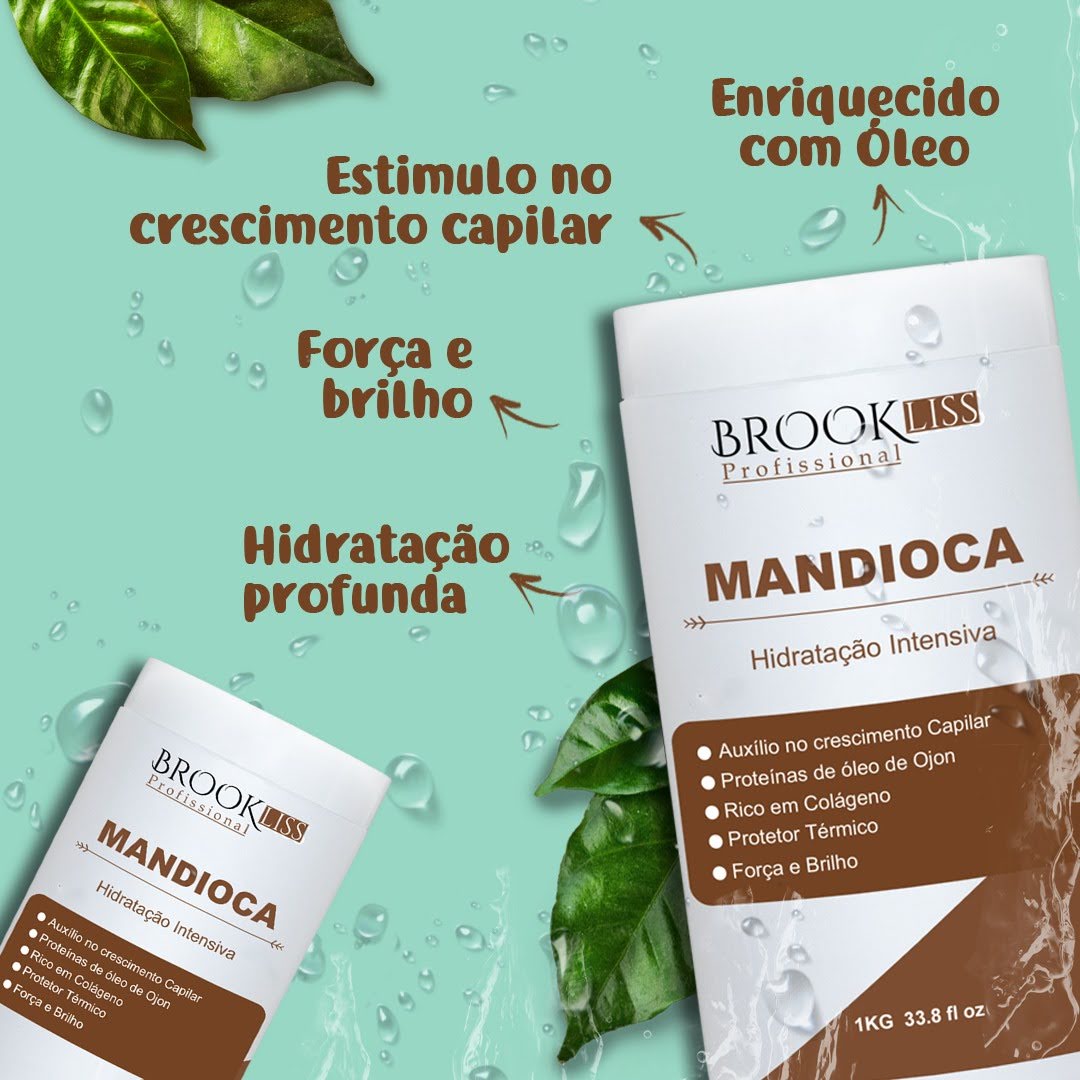 Enriquecido
com Óleo
Estimulo no
crescimento capilar
Força e
brilho
Hidratação
profunda
BROOKLISS
Profissional
MANDIOCA
Hidratação Intensiva
Auxílio no crescimento Capilar
Proteínas de óleo de Ojon
Rico em Colágeno
Protetor Térmico
Força e Brilho
1KG 33.8 fl oz
BROOKLISS
Profissional
MANDIOCA
Hidratação Intensiva
Auxílio no crescimento Capilar
Proteínas de óleo de Ojon
Rico em Colágeno
Protetor Térmico
Força e Brilho